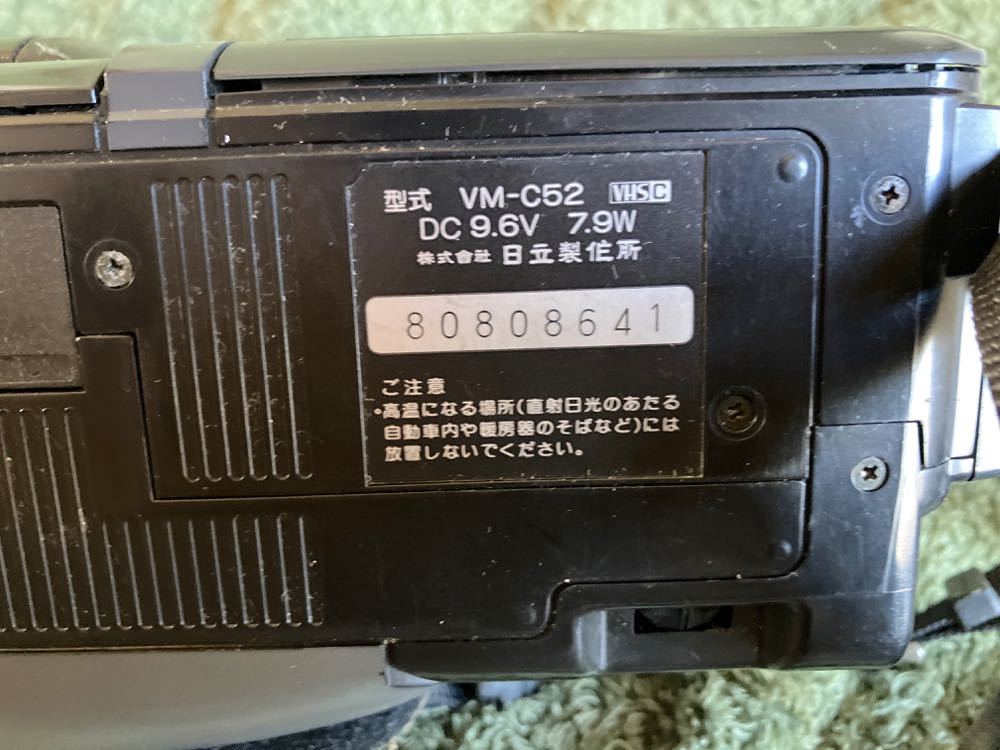 型式 VM-C52 VHSC
DC 9.6V 7.9W
株式會社 日立製作所
80808641
ご注意
・高温になる場所(直射日光のあたる
自動車内や暖房器のそばなど)には
放置しないでください。